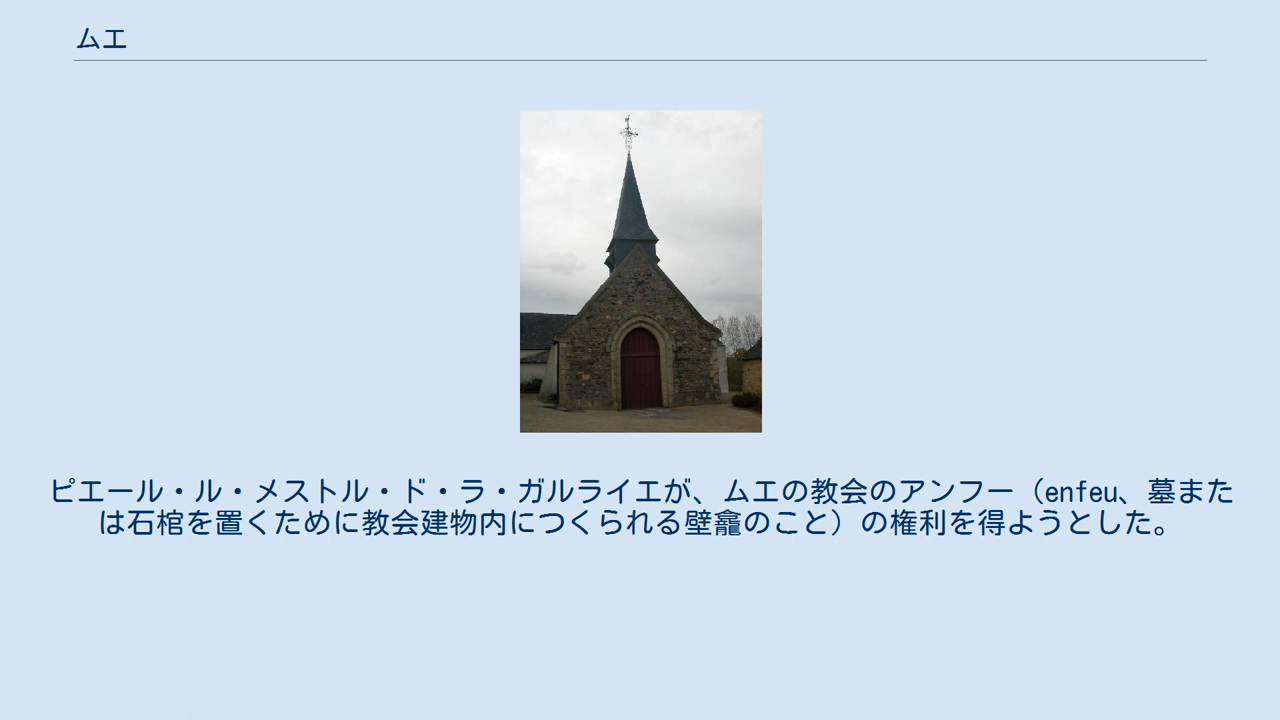 ムエ
ピエール・ル・メストル・ド・ラ・ガルライエが、ムエの教会のアンフー（enfeu、墓また
は石棺を置くために教会建物内につくられる壁龕のこと）の権利を得ようとした。